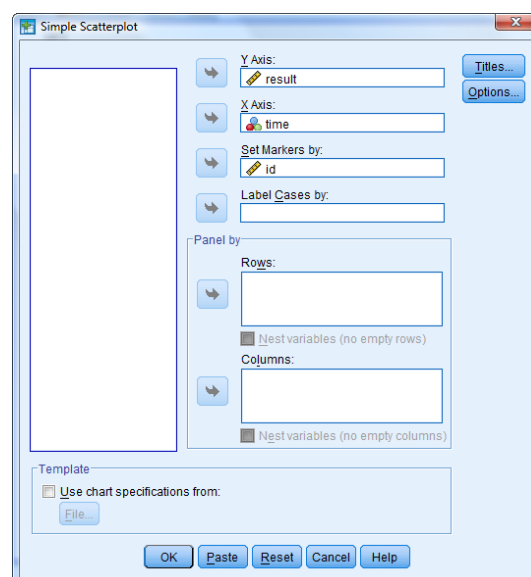 Simple Scatterplot
Y Axis:
result
Titles...
X Axis:
time
Options...
Set Markers by:
id
Label Cases by:
Panel by
Rows:
Nest variables (no empty rows)
Columns:
Nest variables (no empty columns)
Template
Use chart specifications from:
File...
OK Paste Reset Cancel Help